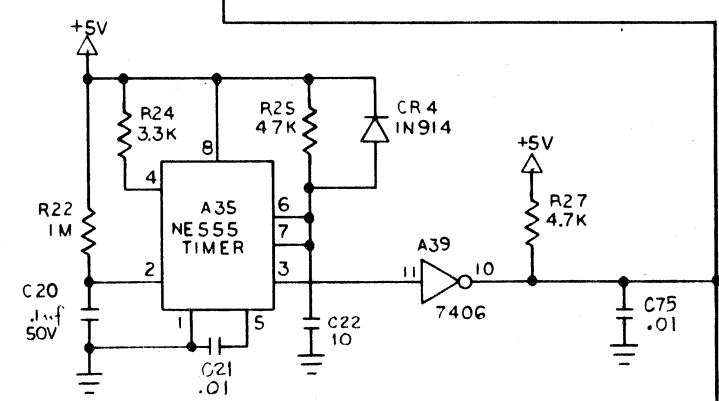 +5V
R24
3.3K
R25
47K
CR4
1N914
8
4
+5V
R22
1M
A35
NE555
TIMER
6
7
R27
4.7K
A39
2
3
11
10
C20
.1uf
50V
7406
C75
.01
1
5
C22
10
C21
.01